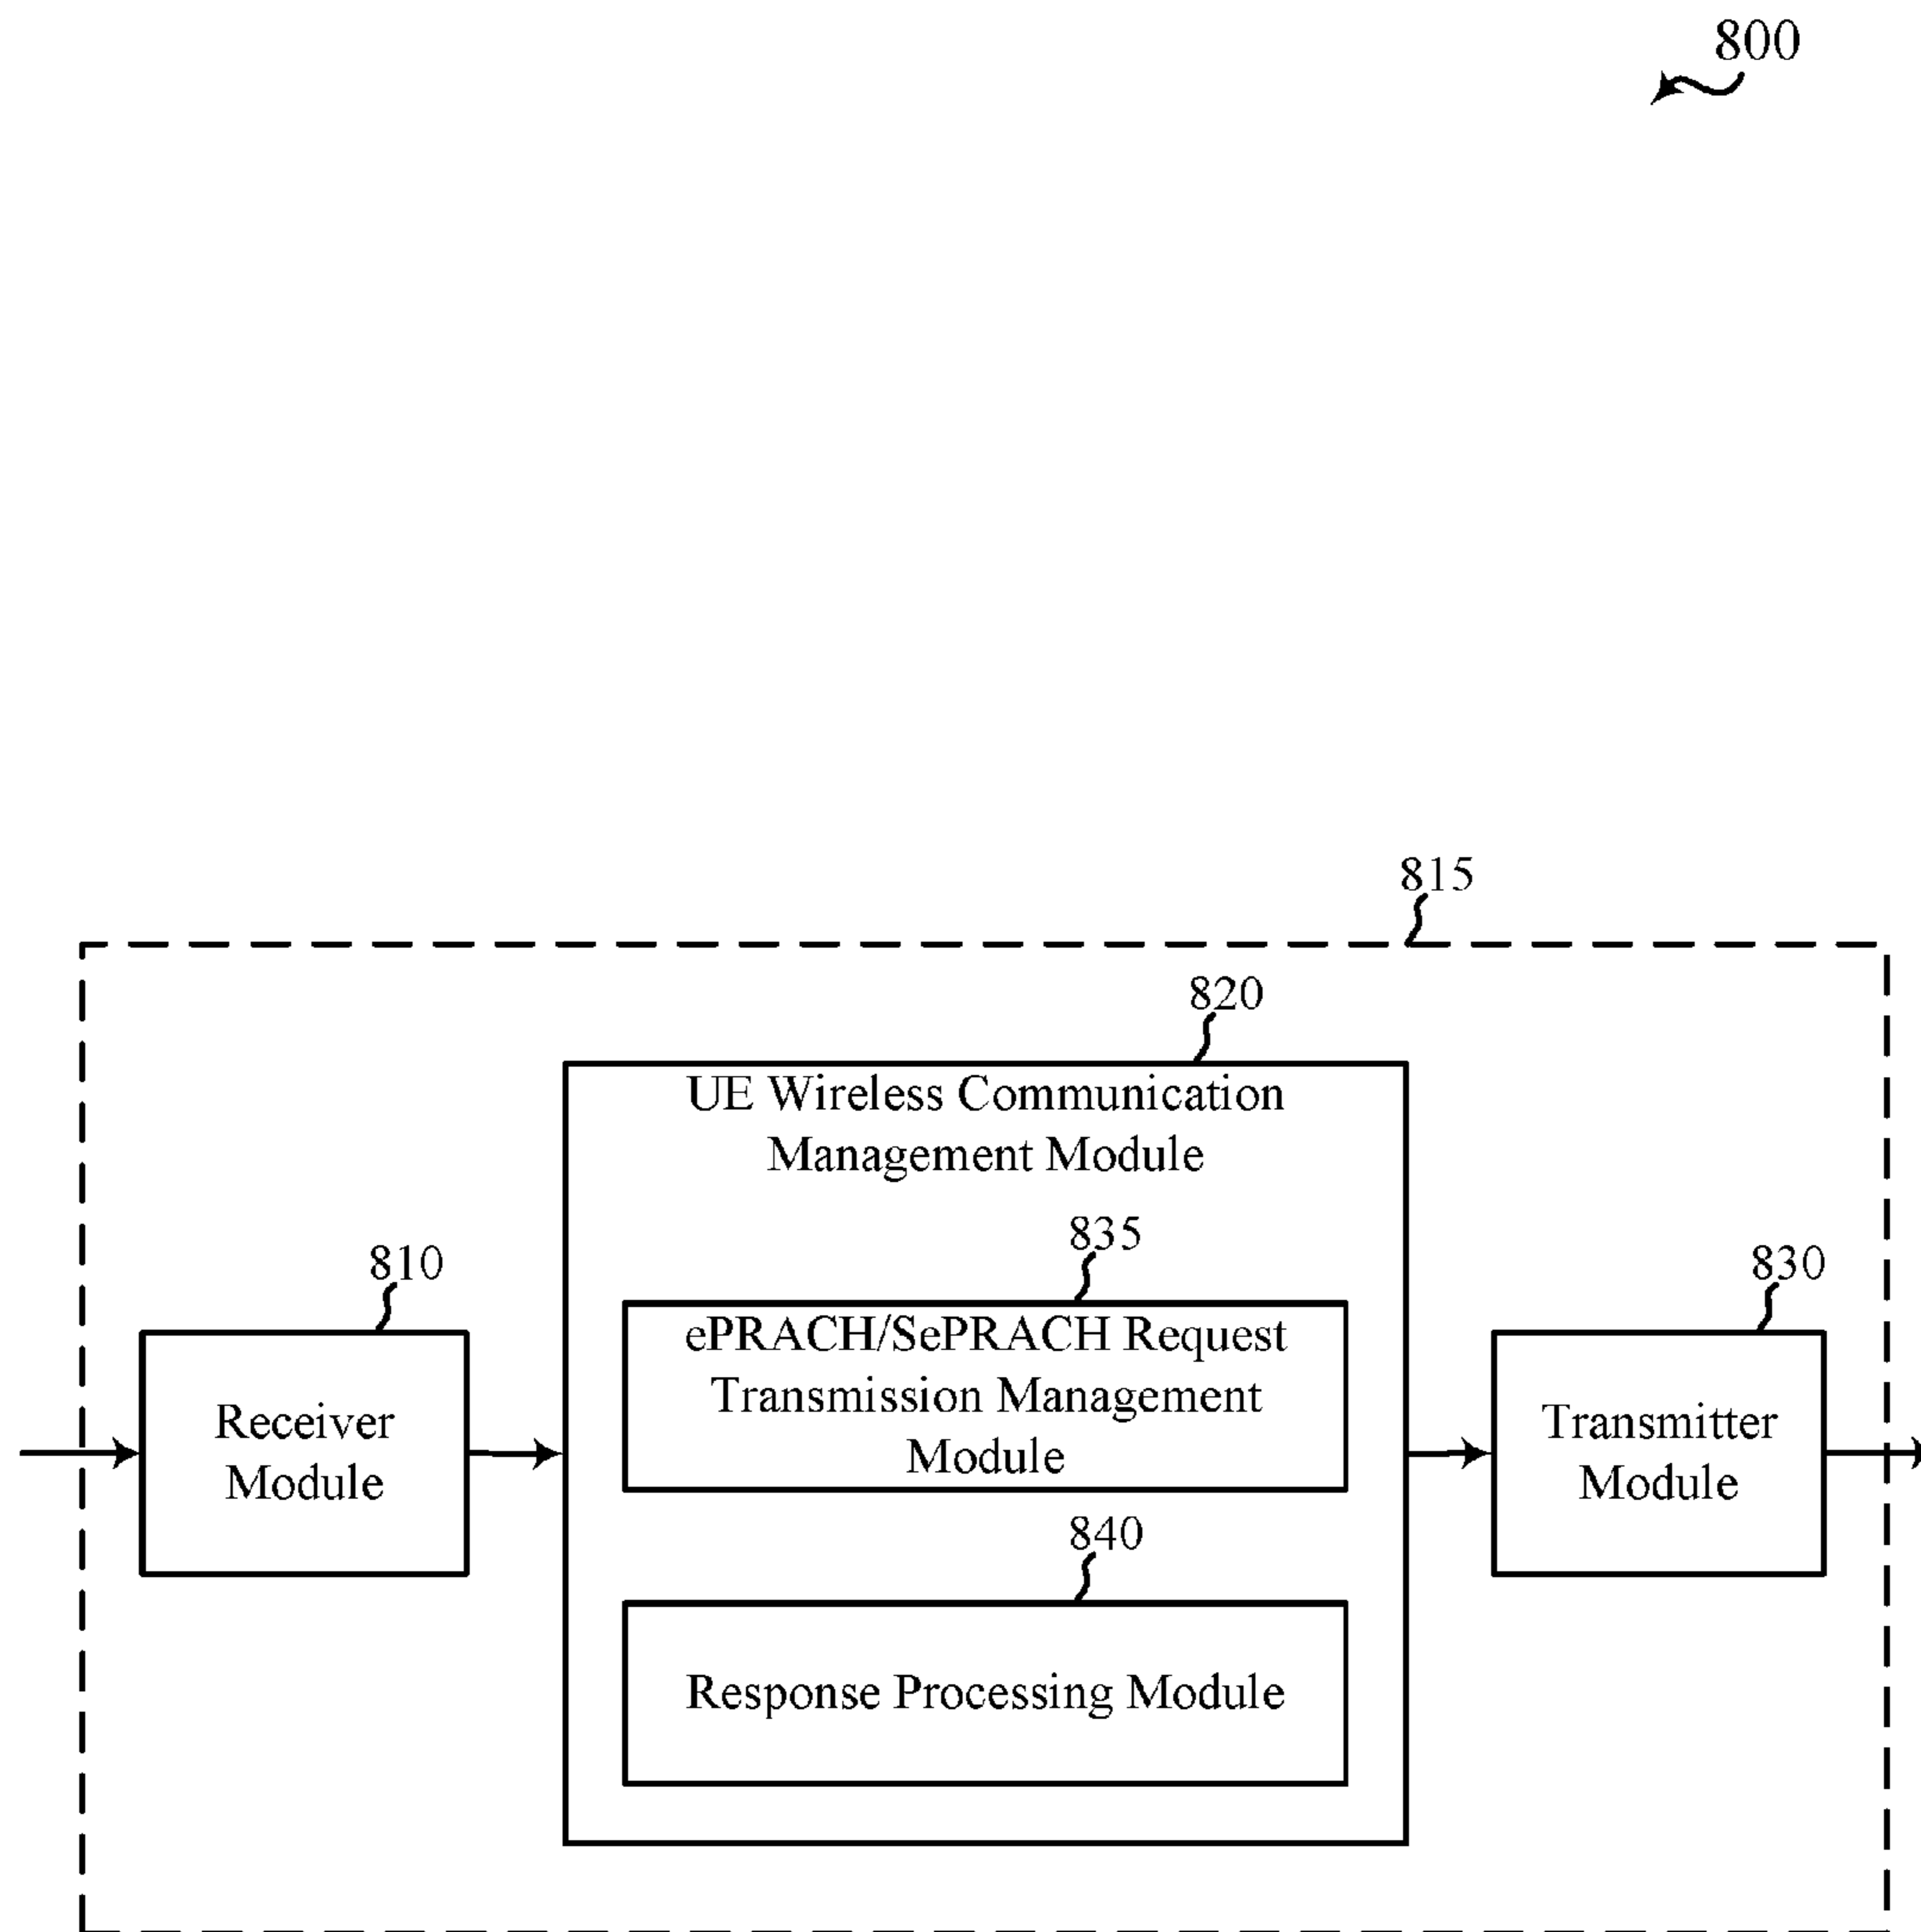 800
815
820
UE Wireless Communication
Management Module
835
810
830
ePRACH/SePRACH Request
Transmission Management
Module
Receiver
Module
Transmitter
Module
840
Response Processing Module